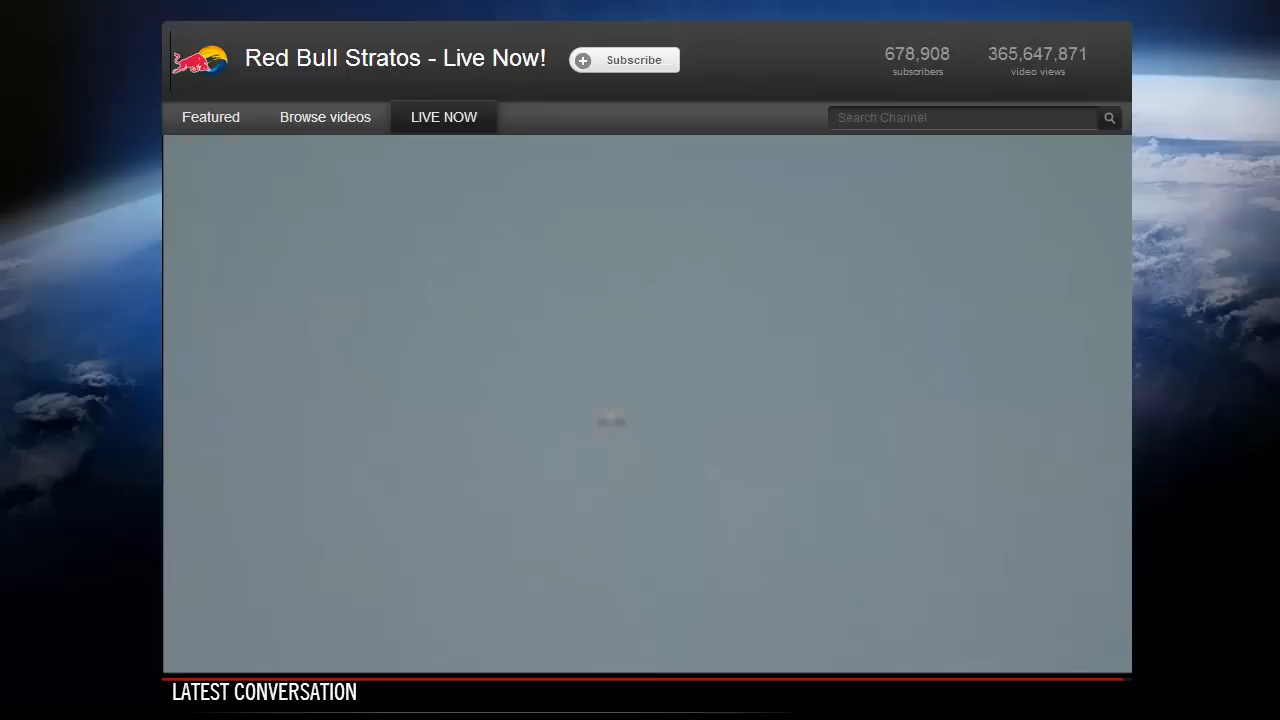 Red Bull Stratos - Live Now!
Subscribe
678,908
subscribers
365,647,871
video views
Featured
Browse videos
LIVE NOW
Search Channel
LATEST CONVERSATION